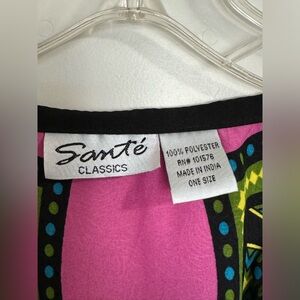 Santé
CLASSICS
100% POLYESTER
RN# 101576
MADE IN INDIA
ONE SIZE